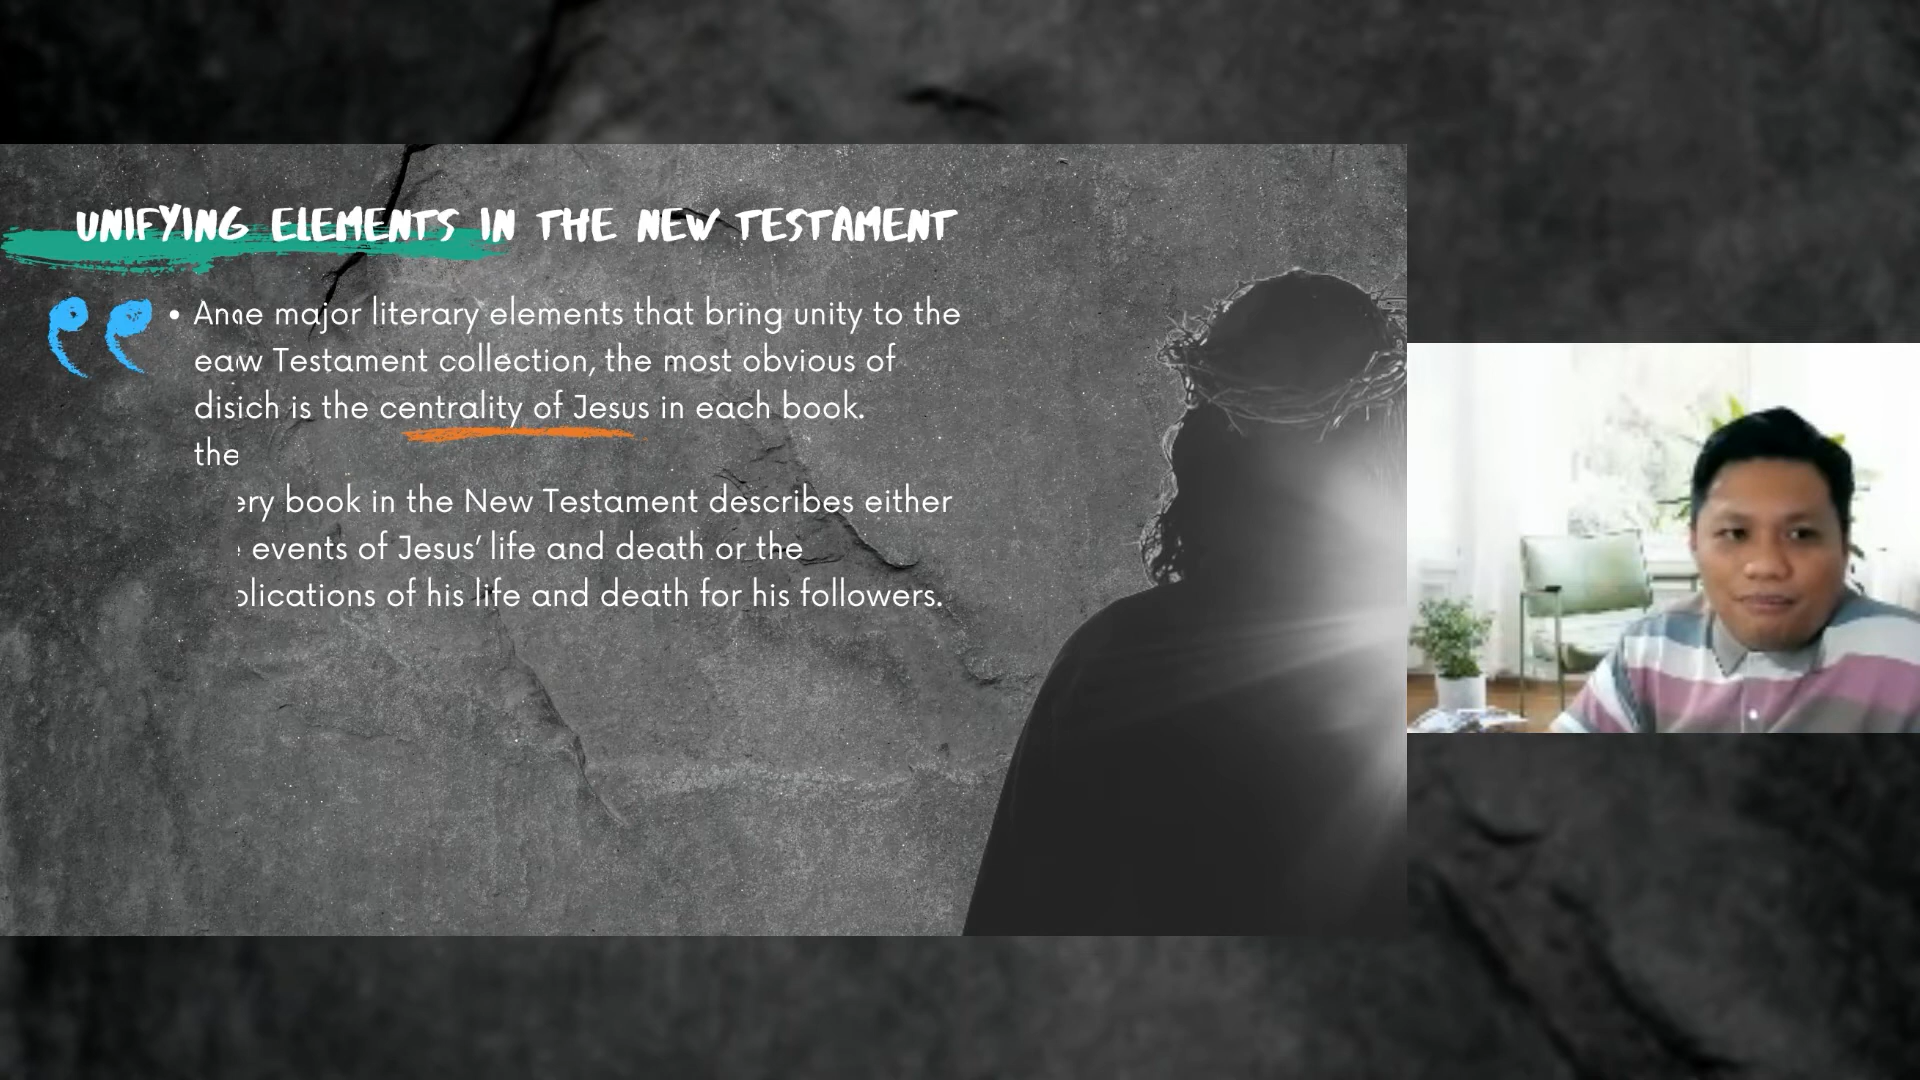 UNIFYING ELEMENTS IN THE NEW TESTAMENT
major literary elements that bring unity to the
Testament collection, the most obvious of
is the centrality of Jesus in each book.
the
book in the New Testament describes either
events of Jesus’ life and death or the
of his life and death for his followers.